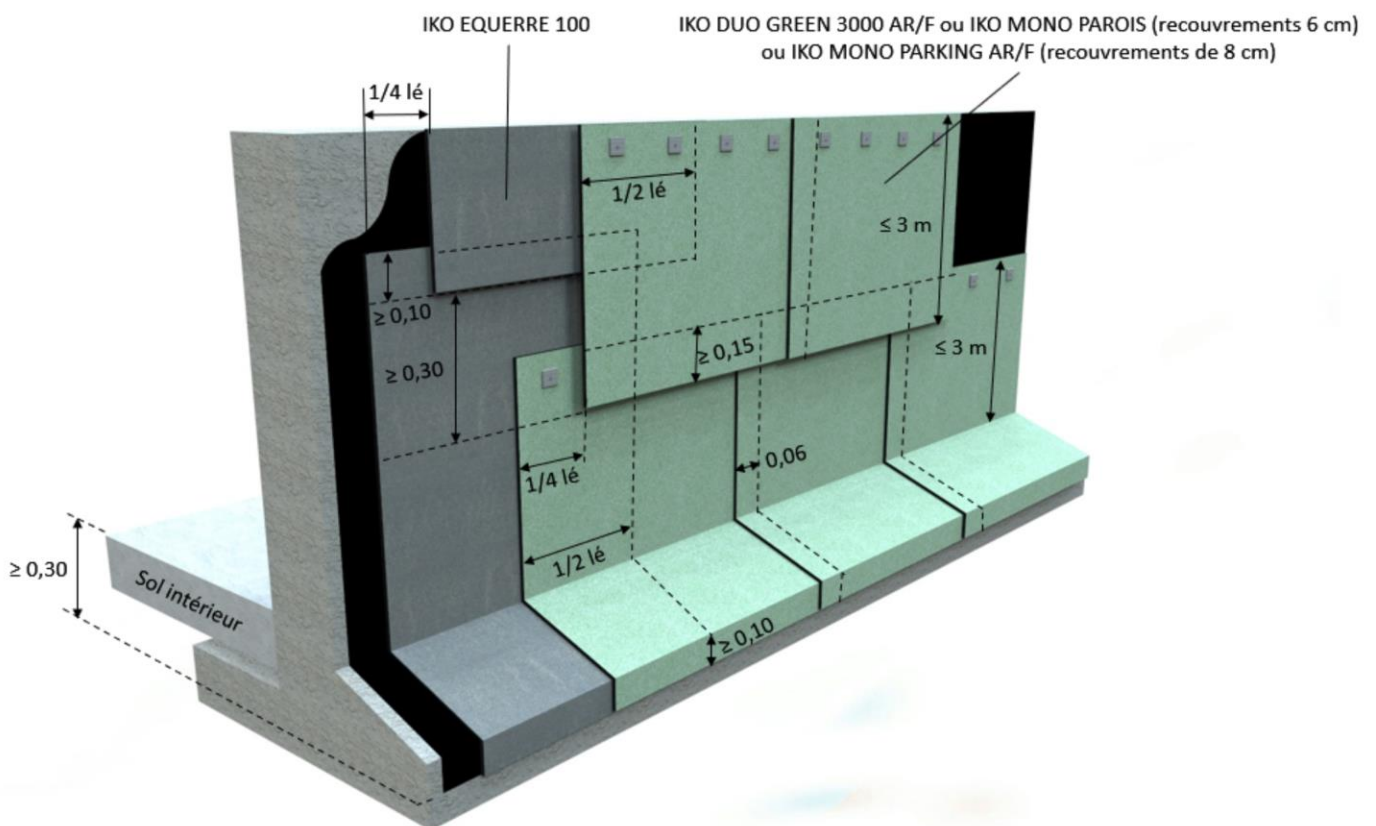 IKO EQUERRE 100
IKO DUO GREEN 3000 AR/F ou IKO MONO PAROIS (recouvrements 6 cm)
ou IKO MONO PARKING AR/F (recouvrements de 8 cm)
1/4 lé
1/2 lé
≤ 3 m
≥ 0,10
≥ 0,15
≤ 3 m
≥ 0,30
0,06
1/4 lé
1/2 lé
≥ 0,30
Sol intérieur
≥ 0,10